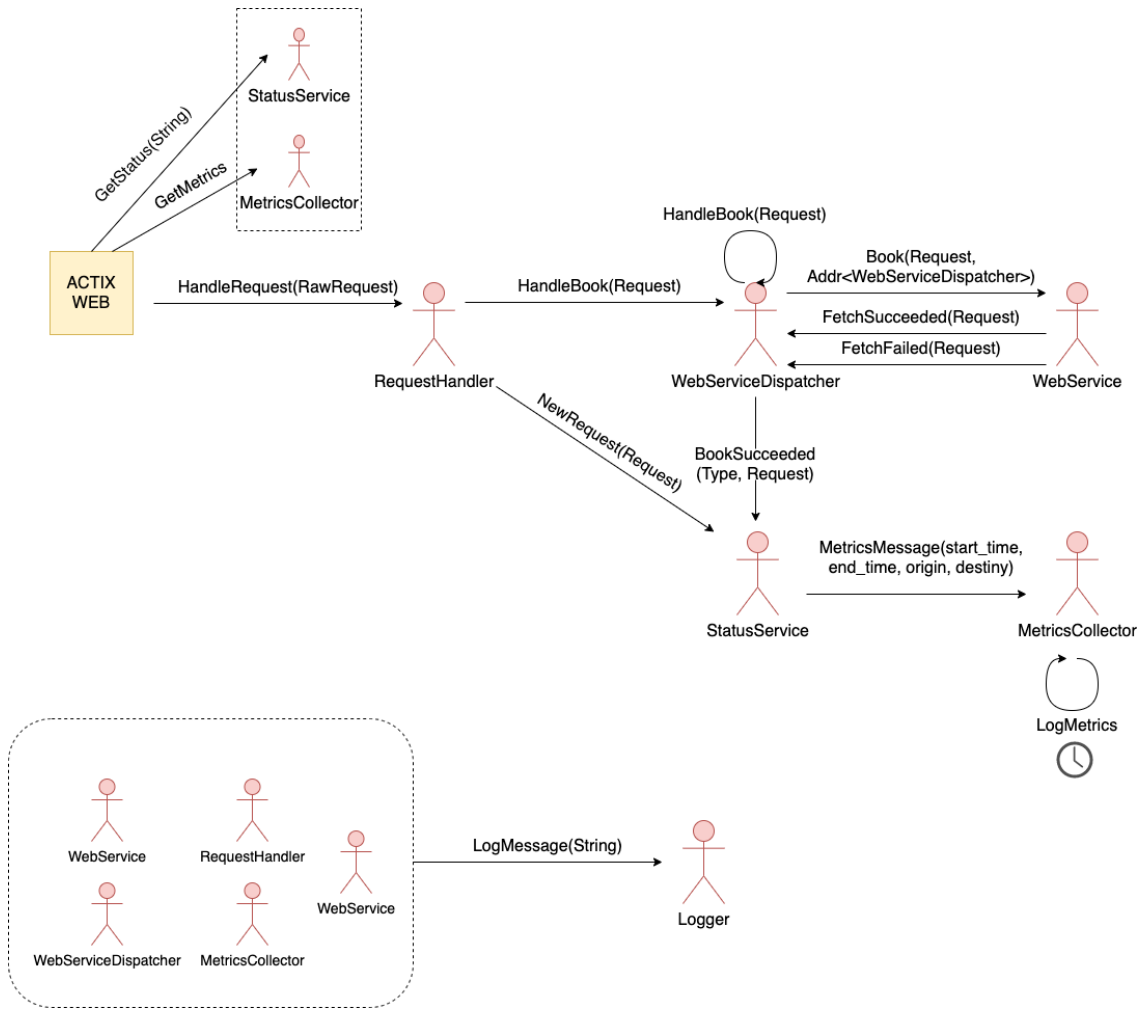 StatusService
GetStatus(String)
GetMetrics
MetricsCollector
HandleBook(Request)
ACTIX
WEB
HandleRequest(RawRequest)
HandleBook(Request)
Book(Request,
Addr<WebServiceDispatcher>)
FetchSucceeded(Request)
FetchFailed(Request)
RequestHandler
WebServiceDispatcher
WebService
NewRequest(Request)
BookSucceeded
(Type, Request)
MetricsMessage(start_time,
end_time, origin, destiny)
StatusService
MetricsCollector
LogMetrics
WebService
RequestHandler
WebService
LogMessage(String)
Logger
WebServiceDispatcher
MetricsCollector